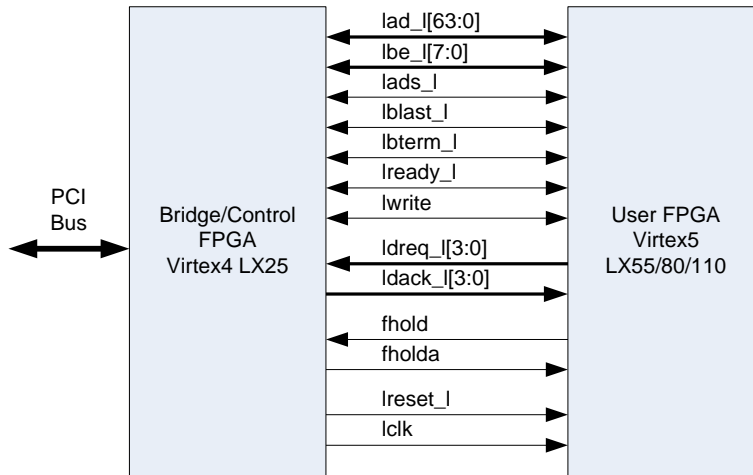 lad_l[63:0]
lbe_l[7:0]
lads_l
lblast_l
lbterm_l
lready_l
lwrite
PCI
Bus
Bridge/Control
FPGA
Virtex4 LX25
User FPGA
Virtex5
LX55/80/110
ldreq_l[3:0]
ldack_l[3:0]
fhold
fholda
lreset_l
lclk